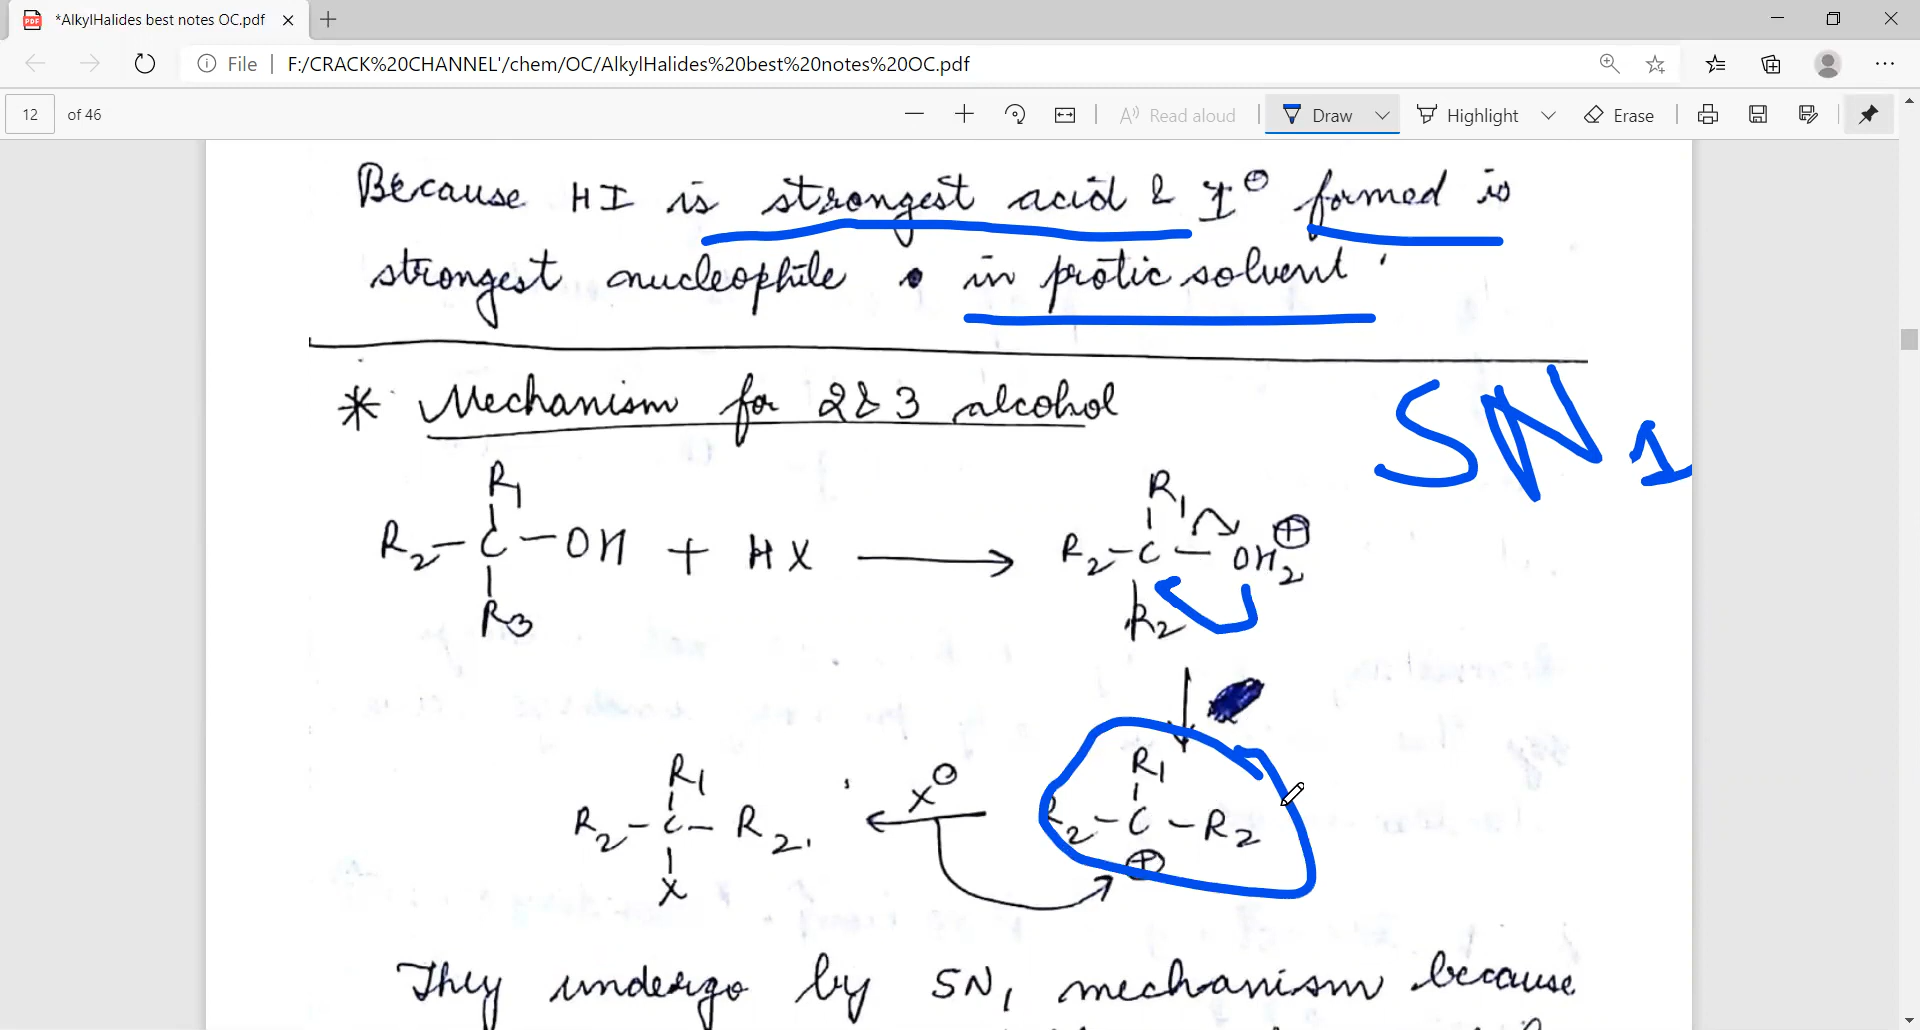 *AlkylHalides best notes OC.pdf
File F:/CRACK%20CHANNEL'/chem/OC/AlkylHalides%20best%20notes%20OC.pdf
12 of 46 Read aloud Draw Highlight Erase
Because HI is strongest acid & I⊖ formed is
strongest nucleophile • in protic solvent
* Mechanism for 2 & 3 alcohol
SN1
R1
R2-C-OH + HX → R2-C-OH2 ⊕
R3
R2
R1
R2-C-R2
X
X⊖
R1
R2-C-R2
⊕
They undergo by SN1 mechanism because